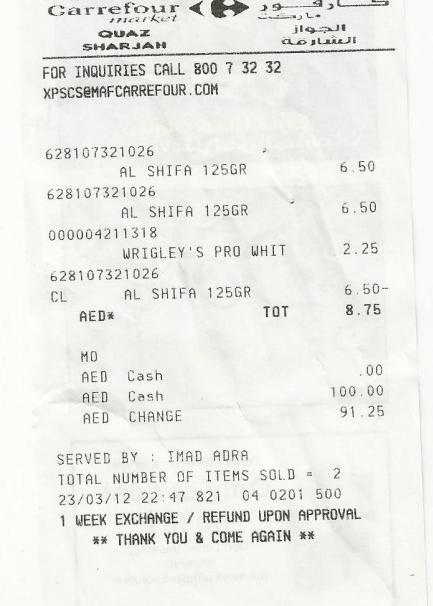 Carrefour كارفور
market ماركت
QUAZ الجواز
SHARJAH الشارقة
FOR INQUIRIES CALL 800 7 32 32
XPSCS@MAFCARREFOUR.COM
628107321026
AL SHIFA 125GR 6.50
628107321026
AL SHIFA 125GR 6.50
000004211318
WRIGLEY'S PRO WHIT 2.25
628107321026
CL AL SHIFA 125GR 6.50-
AED* TOT 8.75
MO
AED Cash .00
AED Cash 100.00
AED CHANGE 91.25
SERVED BY : IMAD ADRA
TOTAL NUMBER OF ITEMS SOLD = 2
23/03/12 22:47 821 04 0201 500
1 WEEK EXCHANGE / REFUND UPON APPROVAL
** THANK YOU & COME AGAIN **